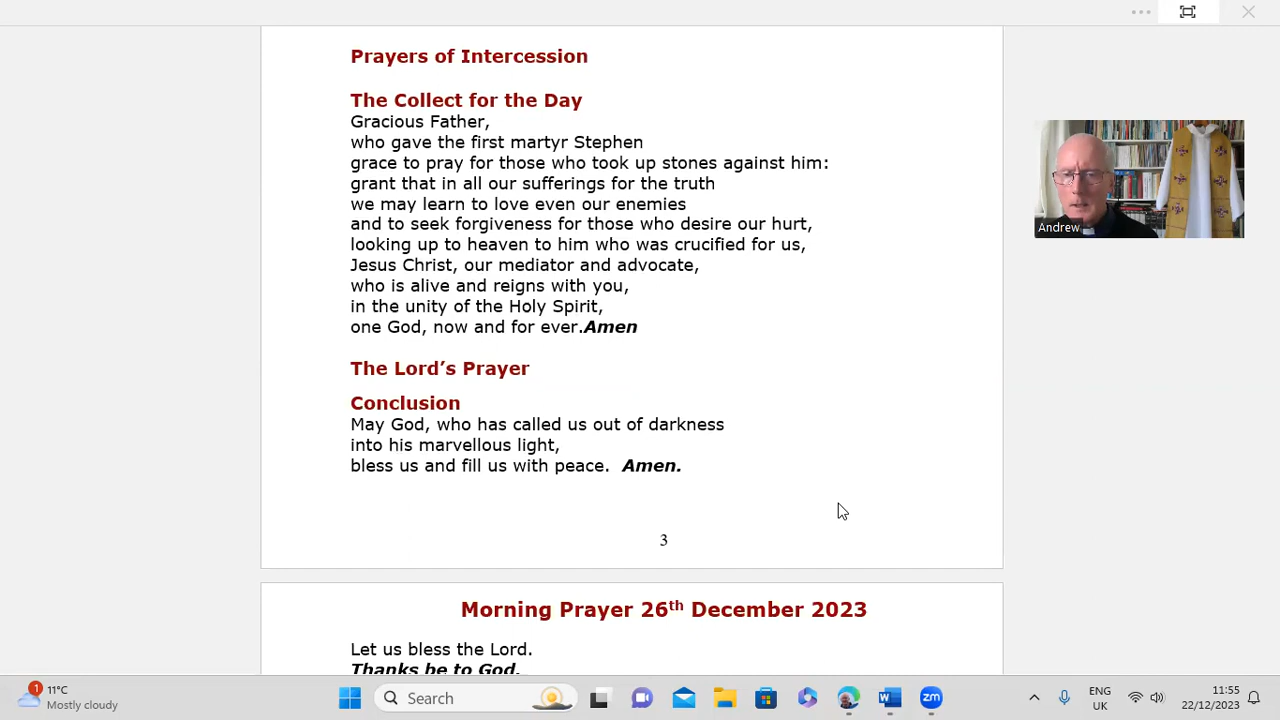 Prayers of Intercession
The Collect for the Day
Gracious Father,
who gave the first martyr Stephen
grace to pray for those who took up stones against him:
grant that in all our sufferings for the truth
we may learn to love even our enemies
and to seek forgiveness for those who desire our hurt,
looking up to heaven to him who was crucified for us,
Jesus Christ, our mediator and advocate,
who is alive and reigns with you,
in the unity of the Holy Spirit,
one God, now and for ever.Amen
The Lord’s Prayer
Conclusion
May God, who has called us out of darkness
into his marvellous light,
bless us and fill us with peace.  Amen.
3
Morning Prayer 26th December 2023
Let us bless the Lord.
Thanks be to God.
Andrew
1
11°C
Mostly cloudy
Search
zm
ENG
UK
11:55
22/12/2023